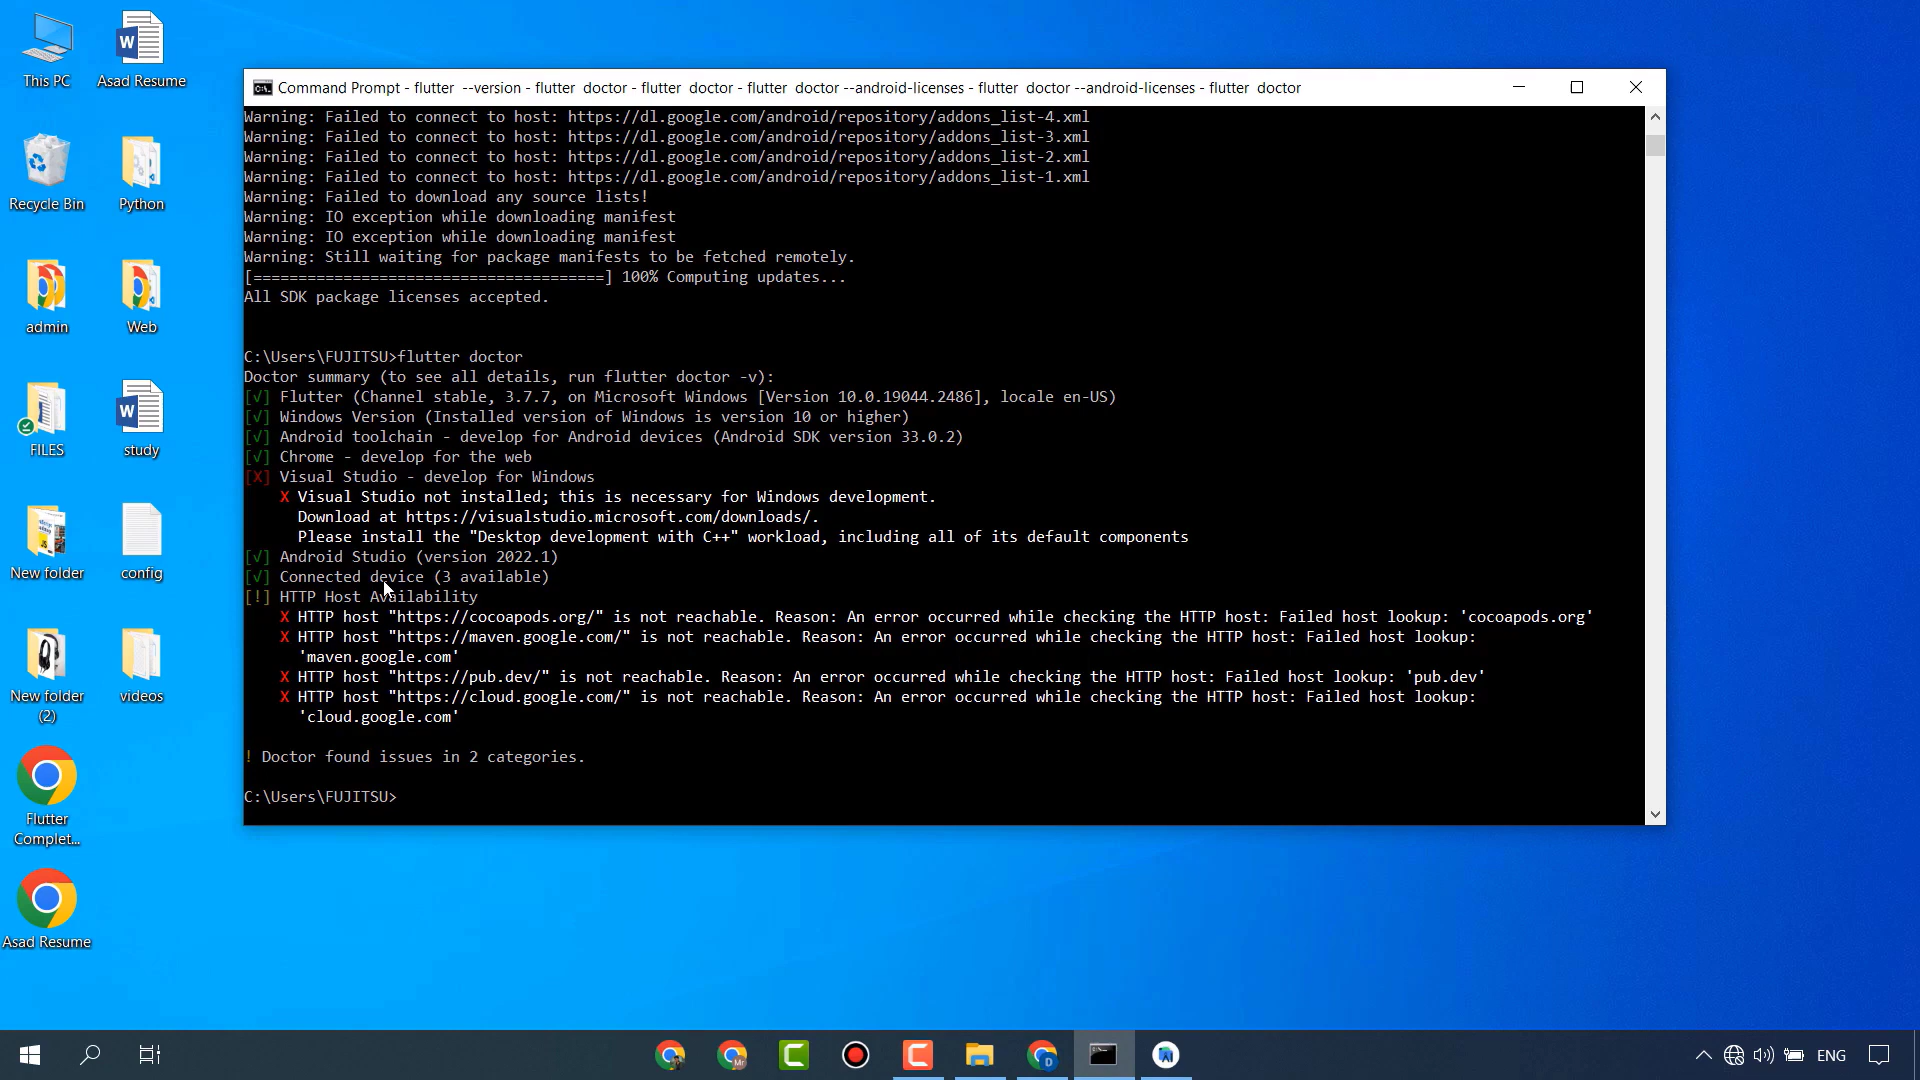 This PC
Asad Resume
Recycle Bin
Python
admin
Web
FILES
study
New folder
config
New folder
(2)
videos
Flutter
Complet...
Asad Resume
Command Prompt - flutter  --version - flutter  doctor - flutter  doctor - flutter  doctor --android-licenses - flutter  doctor --android-licenses - flutter  doctor
Warning: Failed to connect to host: https://dl.google.com/android/repository/addons_list-4.xml
Warning: Failed to connect to host: https://dl.google.com/android/repository/addons_list-3.xml
Warning: Failed to connect to host: https://dl.google.com/android/repository/addons_list-2.xml
Warning: Failed to connect to host: https://dl.google.com/android/repository/addons_list-1.xml
Warning: Failed to download any source lists!
Warning: IO exception while downloading manifest
Warning: IO exception while downloading manifest
Warning: Still waiting for package manifests to be fetched remotely.
[=======================================] 100% Computing updates...
All SDK package licenses accepted.
C:\Users\FUJITSU>flutter doctor
Doctor summary (to see all details, run flutter doctor -v):
[√] Flutter (Channel stable, 3.7.7, on Microsoft Windows [Version 10.0.19044.2486], locale en-US)
[√] Windows Version (Installed version of Windows is version 10 or higher)
[√] Android toolchain - develop for Android devices (Android SDK version 33.0.2)
[√] Chrome - develop for the web
[X] Visual Studio - develop for Windows
X Visual Studio not installed; this is necessary for Windows development.
Download at https://visualstudio.microsoft.com/downloads/.
Please install the "Desktop development with C++" workload, including all of its default components
[√] Android Studio (version 2022.1)
[√] Connected device (3 available)
[!] HTTP Host Availability
X HTTP host "https://cocoapods.org/" is not reachable. Reason: An error occurred while checking the HTTP host: Failed host lookup: 'cocoapods.org'
X HTTP host "https://maven.google.com/" is not reachable. Reason: An error occurred while checking the HTTP host: Failed host lookup:
'maven.google.com'
X HTTP host "https://pub.dev/" is not reachable. Reason: An error occurred while checking the HTTP host: Failed host lookup: 'pub.dev'
X HTTP host "https://cloud.google.com/" is not reachable. Reason: An error occurred while checking the HTTP host: Failed host lookup:
'cloud.google.com'
! Doctor found issues in 2 categories.
C:\Users\FUJITSU>
ENG